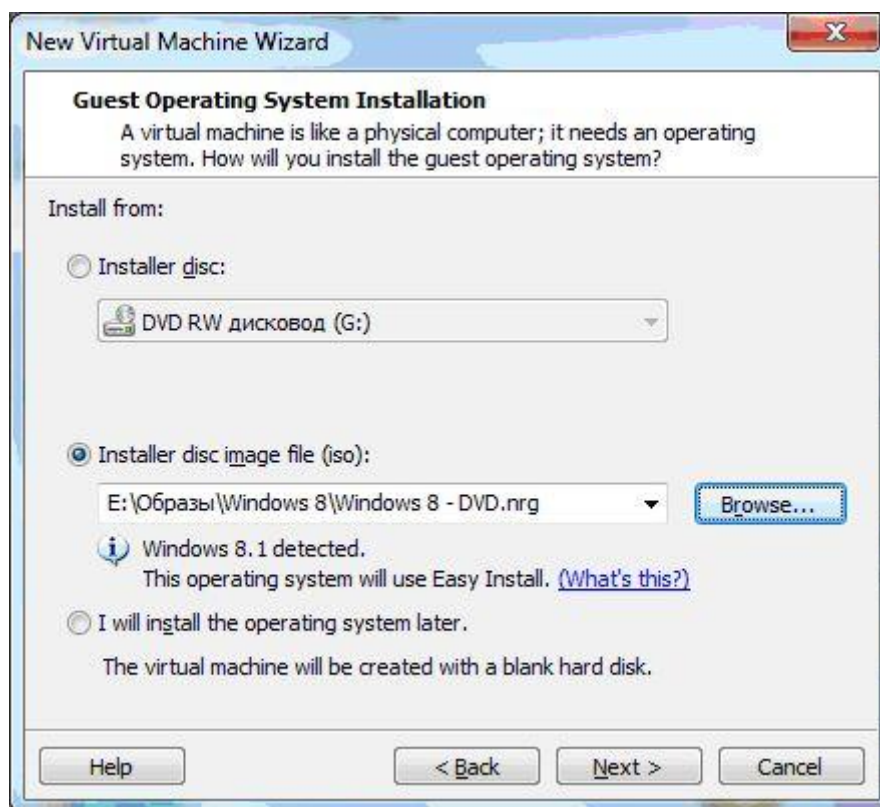 New Virtual Machine Wizard
Guest Operating System Installation
A virtual machine is like a physical computer; it needs an operating
system. How will you install the guest operating system?
Install from:
Installer disc:
DVD RW дисковод (G:)
Installer disc image file (iso):
E:\Образы\Windows 8\Windows 8 - DVD.nrg
Browse...
Windows 8.1 detected.
This operating system will use Easy Install. (What's this?)
I will install the operating system later.
The virtual machine will be created with a blank hard disk.
Help
< Back
Next >
Cancel